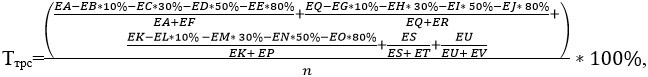 Tтрс=((EA−EB*10%−EC*30%−ED*50%−EE*80%)/(EA+EF)+(EQ−EG*10%−EH*30%−EI*50%−EJ*80%)/(EQ+ER)+
(EK−EL*10%−EM*30%−EN*50%−EO*80%)/(EK+EP)+ES/(ES+ET)+EU/(EU+EV))/n*100%,